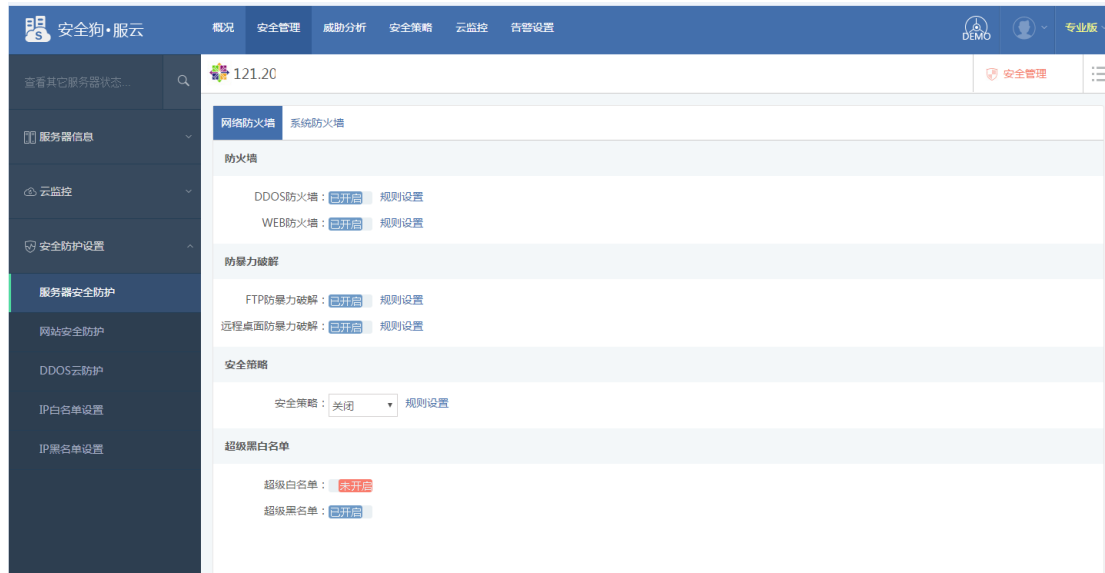 安全狗•服云 概况 安全管理 威胁分析 安全策略 云监控 告警设置 DEMO 专业版
查看其它服务器状态....
121.20 安全管理
服务器信息
云监控
安全防护设置
服务器安全防护
网站安全防护
DDOS云防护
IP白名单设置
IP黑名单设置
网络防火墙 系统防火墙
防火墙
DDOS防火墙：已开启 规则设置
WEB防火墙：已开启 规则设置
防暴力破解
FTP防暴力破解：已开启 规则设置
远程桌面防暴力破解：已开启 规则设置
安全策略
安全策略：关闭 规则设置
超级黑白名单
超级白名单：未开启
超级黑名单：已开启